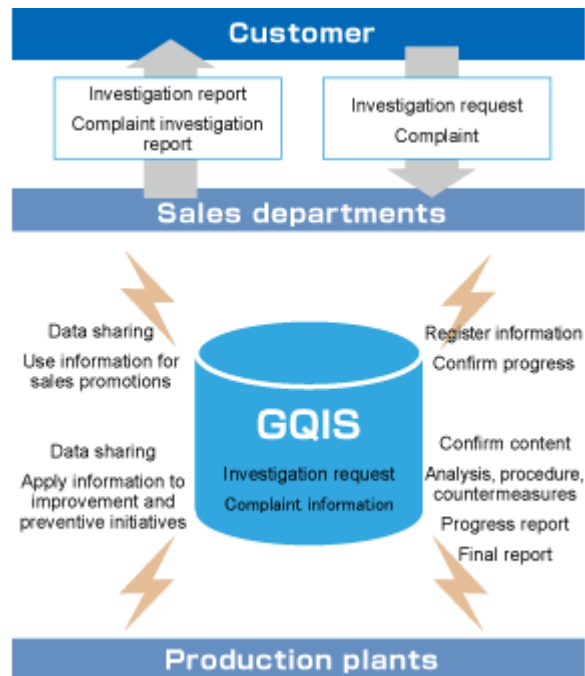 Customer
Investigation report
Complaint investigation
report
Investigation request
Complaint
Sales departments
Data sharing
Use information for
sales promotions
Register information
Confirm progress
GQIS
Investigation request
Complaint information
Data sharing
Apply information to
improvement and
preventive initiatives
Confirm content
Analysis, procedure,
countermeasures
Progress report
Final report
Production plants